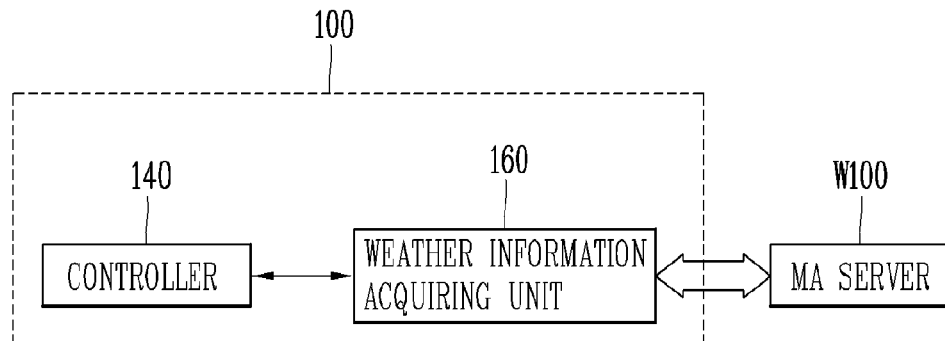 100
140
160
W100
CONTROLLER
WEATHER INFORMATION
ACQUIRING UNIT
MA SERVER